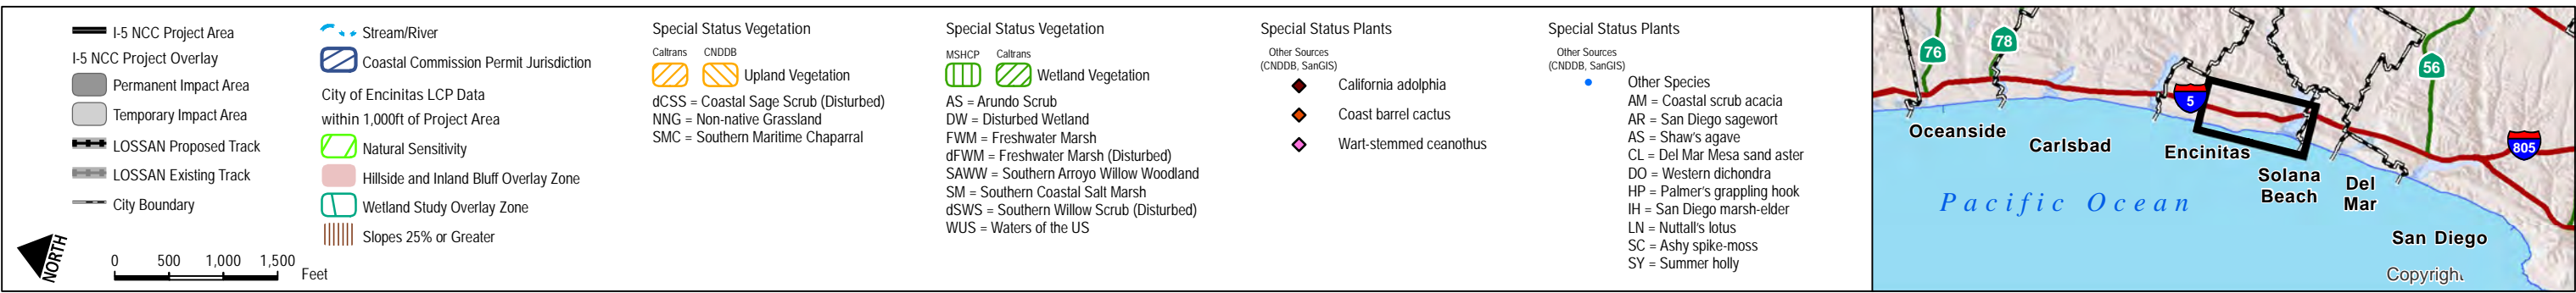 I-5 NCC Project Area
I-5 NCC Project Overlay
Permanent Impact Area
Temporary Impact Area
LOSSAN Proposed Track
LOSSAN Existing Track
City Boundary
NORTH
0 500 1,000 1,500
Feet
Stream/River
Coastal Commission Permit Jurisdiction
City of Encinitas LCP Data
within 1,000ft of Project Area
Natural Sensitivity
Hillside and Inland Bluff Overlay Zone
Wetland Study Overlay Zone
Slopes 25% or Greater
Special Status Vegetation
Caltrans CNDDB
Upland Vegetation
dCSS = Coastal Sage Scrub (Disturbed)
NNG = Non-native Grassland
SMC = Southern Maritime Chaparral
Special Status Vegetation
MSHCP Caltrans
Wetland Vegetation
AS = Arundo Scrub
DW = Disturbed Wetland
FWM = Freshwater Marsh
dFWM = Freshwater Marsh (Disturbed)
SAWW = Southern Arroyo Willow Woodland
SM = Southern Coastal Salt Marsh
dSWS = Southern Willow Scrub (Disturbed)
WUS = Waters of the US
Special Status Plants
Other Sources
(CNDDB, SanGIS)
California adolphia
Coast barrel cactus
Wart-stemmed ceanothus
Special Status Plants
Other Sources
(CNDDB, SanGIS)
Other Species
AM = Coastal scrub acacia
AR = San Diego sagewort
AS = Shaw's agave
CL = Del Mar Mesa sand aster
DO = Western dichondra
HP = Palmer's grappling hook
IH = San Diego marsh-elder
LN = Nuttall's lotus
SC = Ashy spike-moss
SY = Summer holly
76
78
56
5
805
Oceanside
Carlsbad
Encinitas
Solana
Beach
Del
Mar
Pacific Ocean
San Diego
Copyright